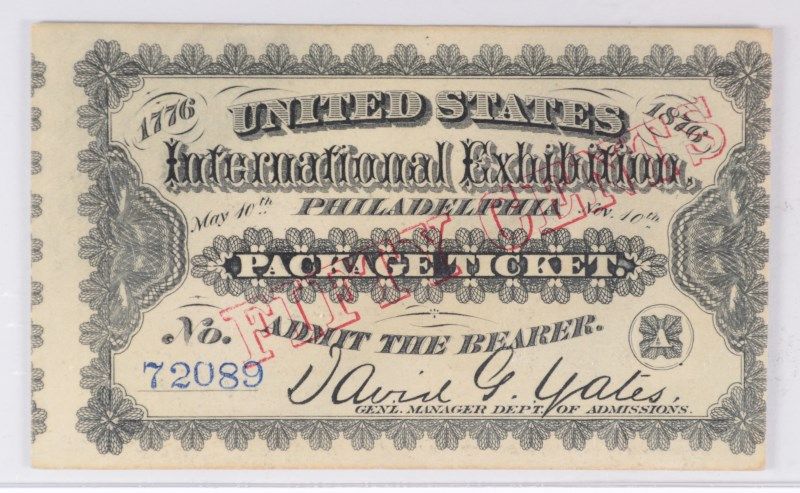 1776 UNITED STATES 1876
International Exhibition,
May 10th PHILADELPHIA Nov. 10th
PACKAGE TICKET.
FIFTY CENTS
No. ADMIT THE BEARER. A
72089 David G. Yates,
GENL. MANAGER DEPT. OF ADMISSIONS.